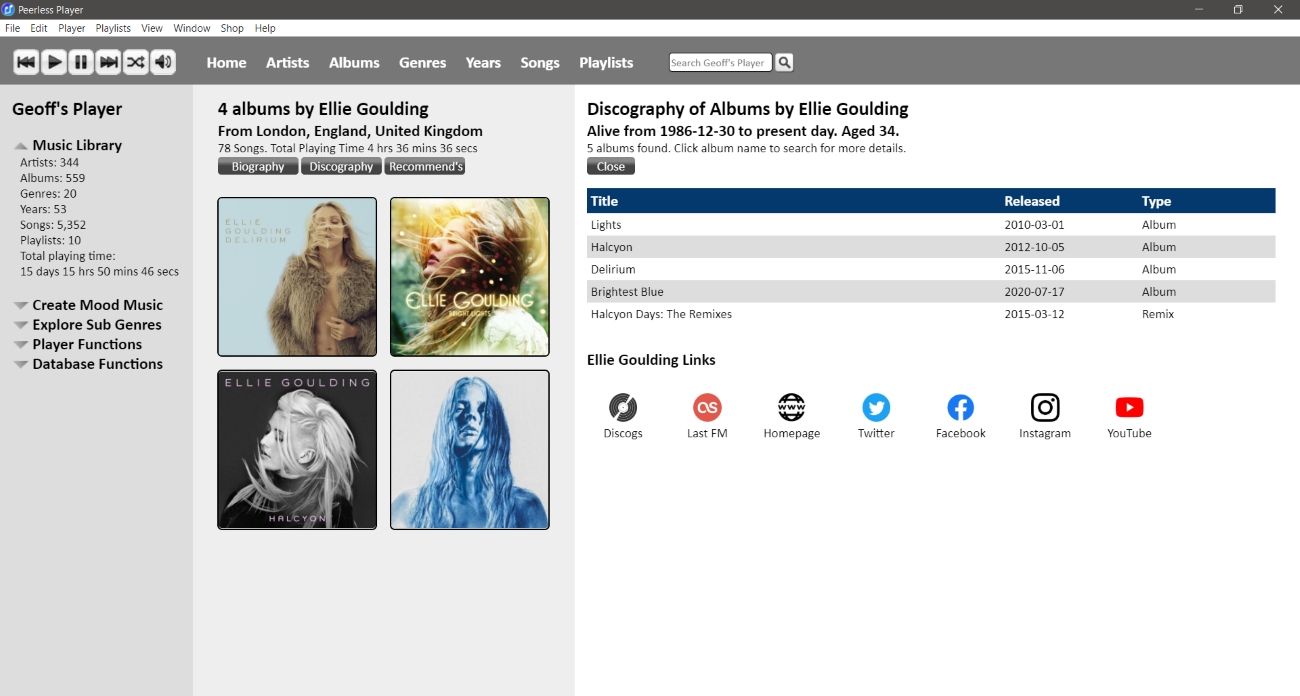 Peerless Player
File Edit Player Playlists View Window Shop Help
Home Artists Albums Genres Years Songs Playlists Search Geoff's Player
Geoff's Player
Music Library
Artists: 344
Albums: 559
Genres: 20
Years: 53
Songs: 5,352
Playlists: 10
Total playing time:
15 days 15 hrs 50 mins 46 secs
Create Mood Music
Explore Sub Genres
Player Functions
Database Functions
4 albums by Ellie Goulding
From London, England, United Kingdom
78 Songs. Total Playing Time 4 hrs 36 mins 36 secs
Biography Discography Recommend's
ELLIE
GOULDING
DELIRIUM
ELLIE GOULDING
BRIGHT LIGHTS
ELLIE GOULDING
HALCYON
Discography of Albums by Ellie Goulding
Alive from 1986-12-30 to present day. Aged 34.
5 albums found. Click album name to search for more details.
Close
Title Released Type
Lights 2010-03-01 Album
Halcyon 2012-10-05 Album
Delirium 2015-11-06 Album
Brightest Blue 2020-07-17 Album
Halcyon Days: The Remixes 2015-03-12 Remix
Ellie Goulding Links
WWW
Discogs Last FM Homepage Twitter Facebook Instagram YouTube